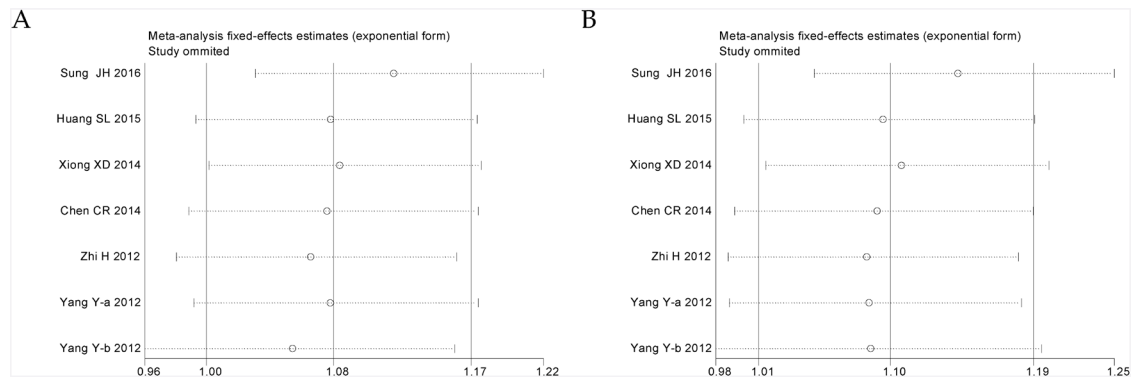 A
Meta-analysis fixed-effects estimates (exponential form)
Study ommited
Sung JH 2016
Huang SL 2015
Xiong XD 2014
Chen CR 2014
Zhi H 2012
Yang Y-a 2012
Yang Y-b 2012
0.96 1.00 1.08 1.17 1.22
B
Meta-analysis fixed-effects estimates (exponential form)
Study ommited
Sung JH 2016
Huang SL 2015
Xiong XD 2014
Chen CR 2014
Zhi H 2012
Yang Y-a 2012
Yang Y-b 2012
0.98 1.01 1.10 1.19 1.25